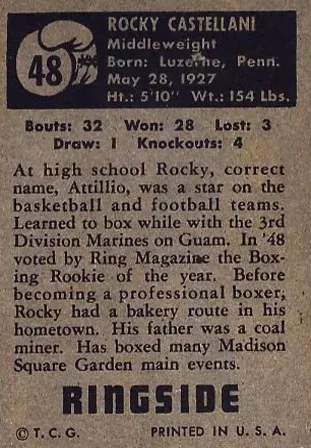 48
ROCKY CASTELLANI
Middleweight
Born: Luzerne, Penn.
May 28, 1927
Ht.: 5'10" Wt.: 154 Lbs.
Bouts: 32 Won: 28 Lost: 3
Draw: 1 Knockouts: 4
At high school Rocky, correct
name, Attillio, was a star on the
basketball and football teams.
Learned to box while with the 3rd
Division Marines on Guam. In '48
voted by Ring Magazine the Box-
ing Rookie of the year. Before
becoming a professional boxer,
Rocky had a bakery route in his
hometown. His father was a coal
miner. Has boxed many Madison
Square Garden main events.
RINGSIDE
© T. C. G. PRINTED IN U. S. A.